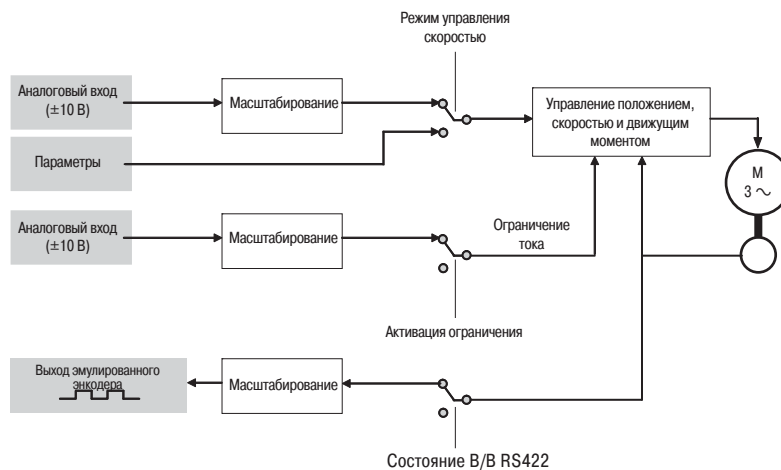 Режим управления
скоростью
Аналоговый вход
(±10 В)
Масштабирование
Управление положением,
скоростью и движущим
моментом
Параметры
М
3 ~
Аналоговый вход
(±10 В)
Масштабирование
Ограничение
тока
Активация ограничения
Выход эмулированного
энкодера
Масштабирование
Состояние В/В RS422